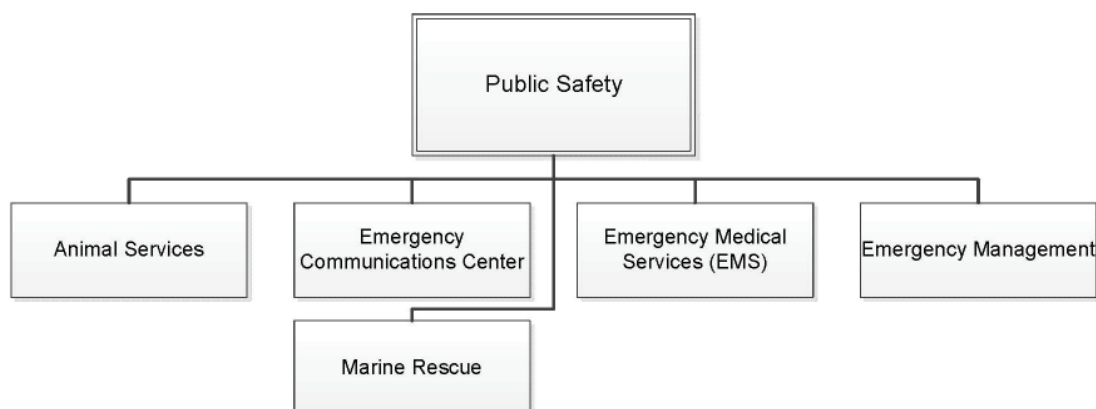 Public Safety
Animal Services
Emergency
Communications Center
Emergency Medical
Services (EMS)
Emergency Management
Marine Rescue